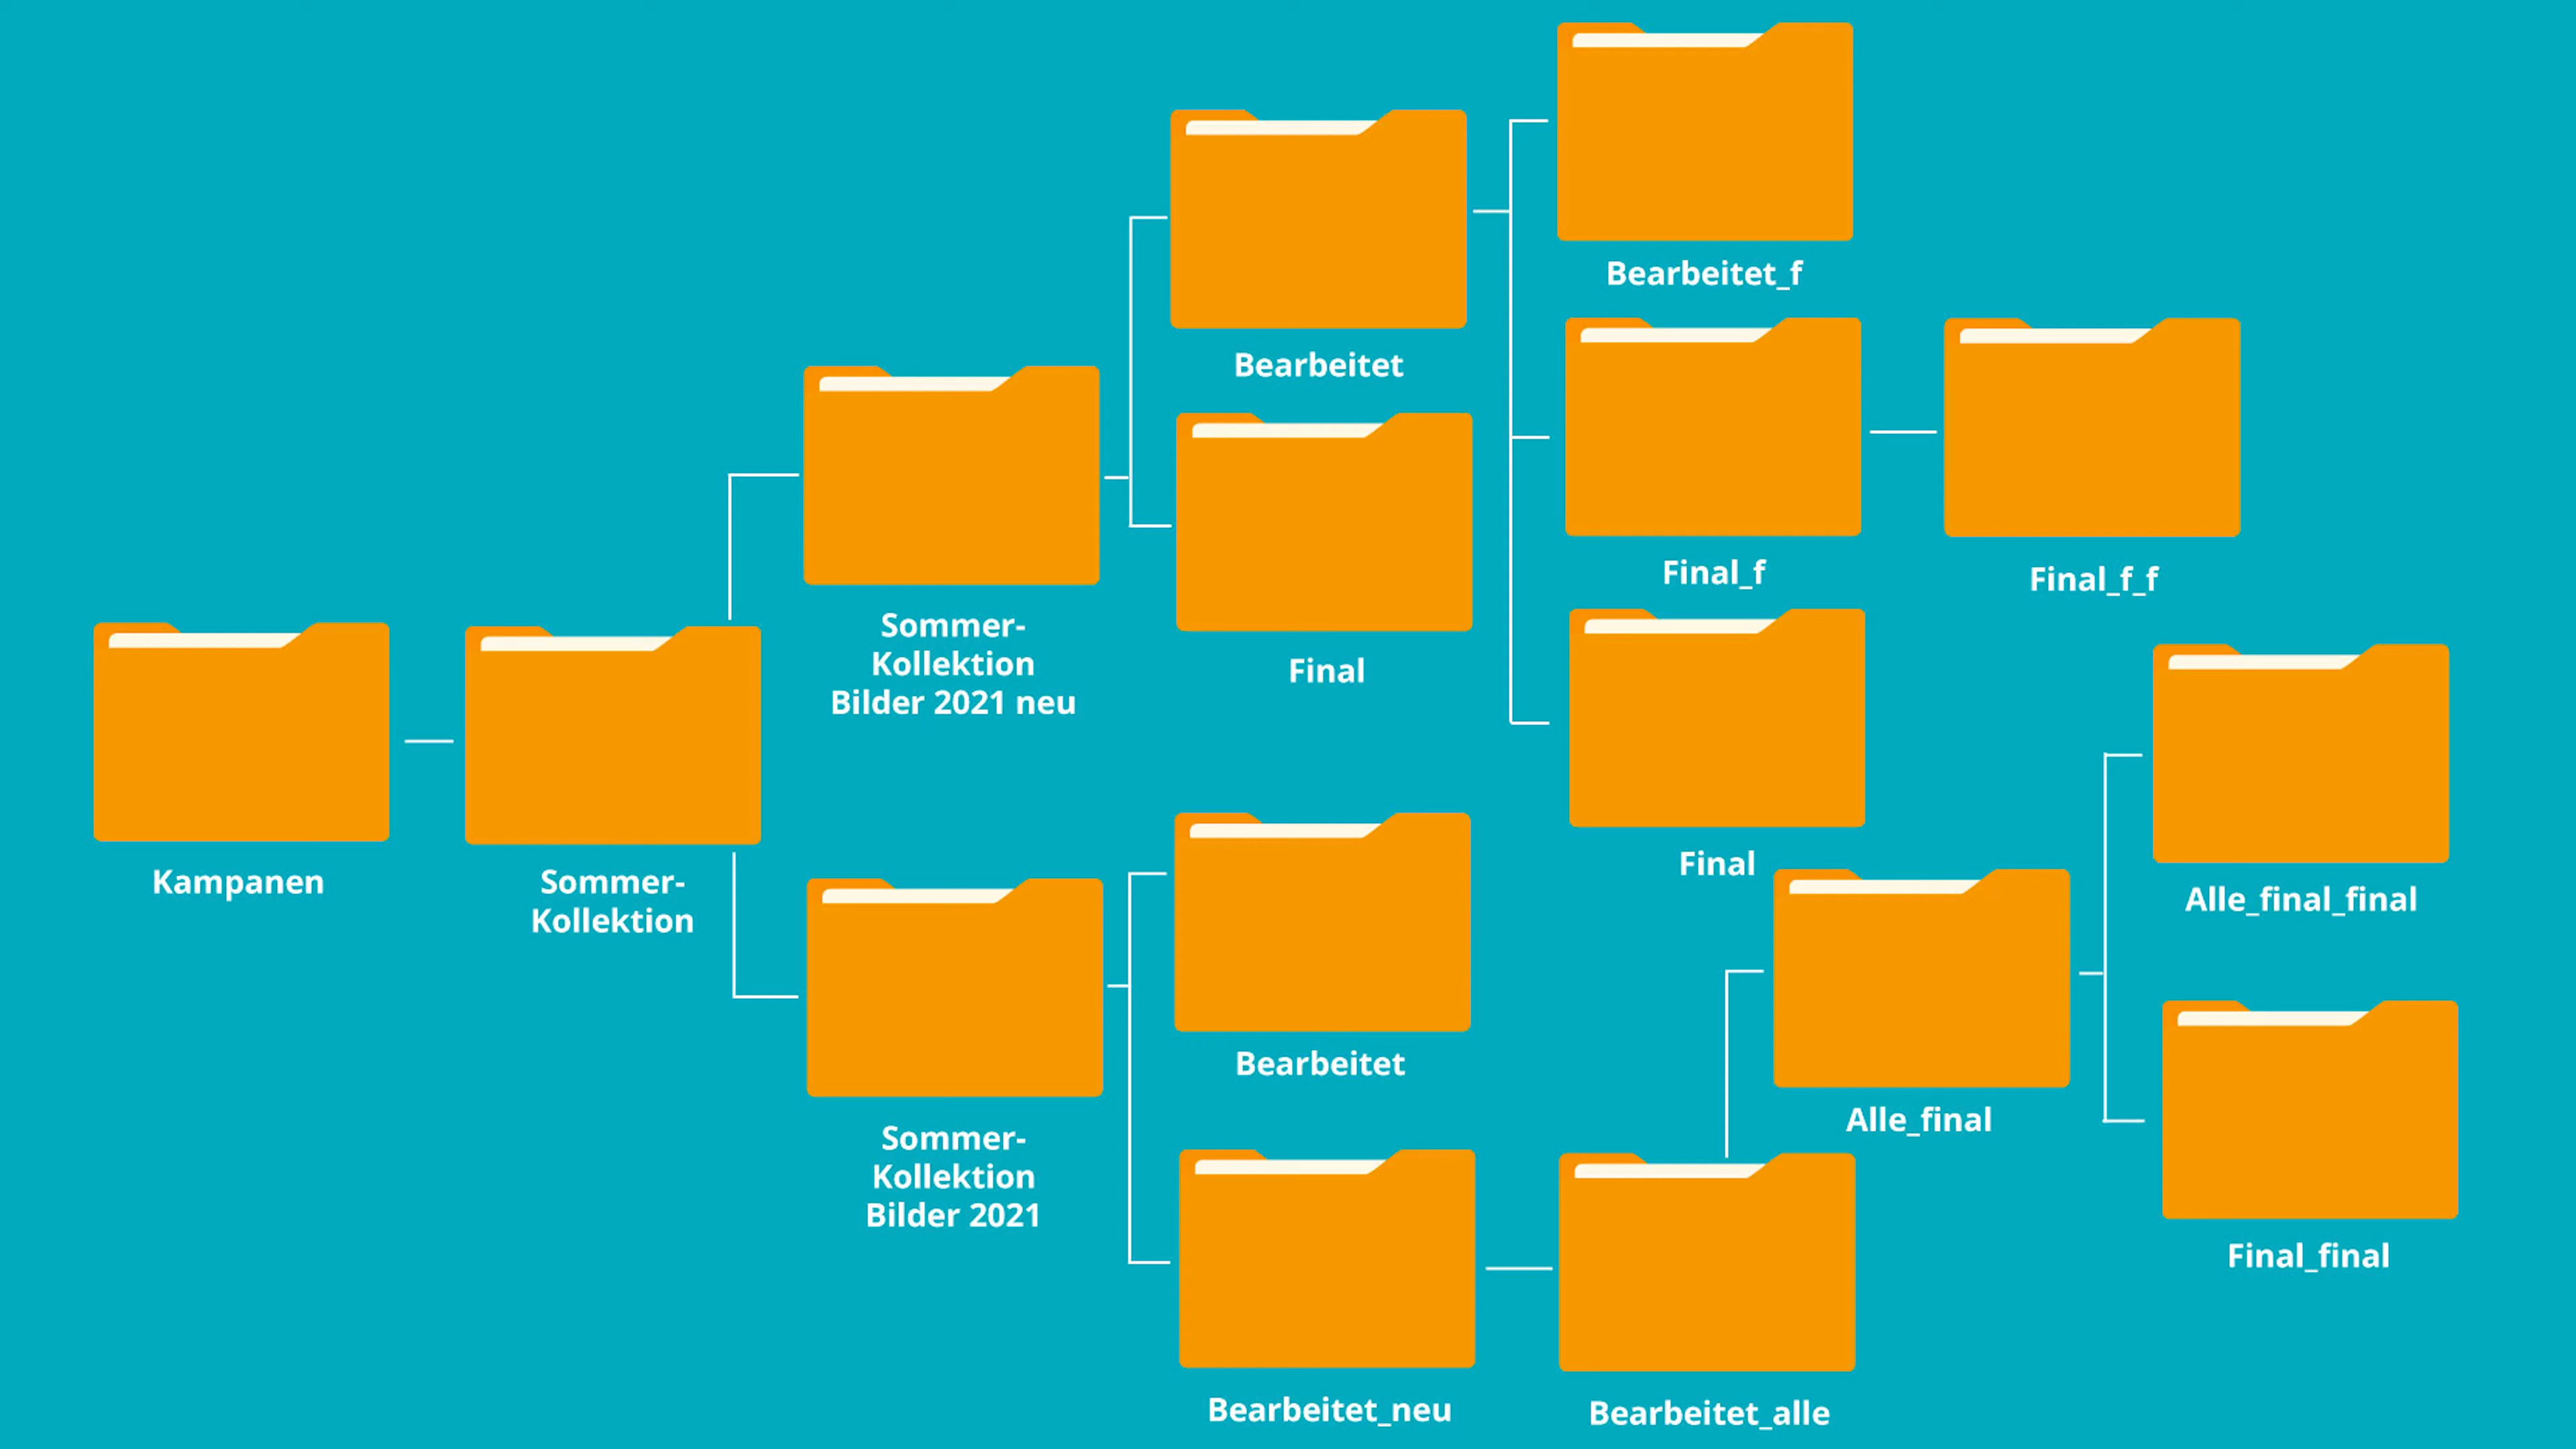 Kampanen
Sommer-
Kollektion
Sommer-
Kollektion
Bilder 2021 neu
Bearbeitet
Final
Bearbeitet_f
Final_f
Final_f_f
Final
Sommer-
Kollektion
Bilder 2021
Bearbeitet
Bearbeitet_neu
Bearbeitet_alle
Alle_final
Alle_final_final
Final_final